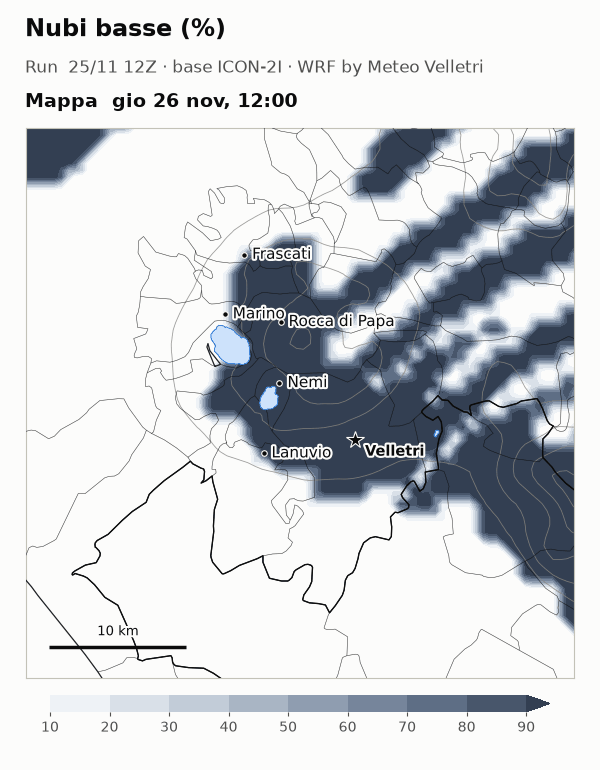 Nubi basse (%)
Run  25/11 12Z · base ICON-2I · WRF by Meteo Velletri
Mappa  gio 26 nov, 12:00
Frascati
Marino
Rocca di Papa
Nemi
Velletri
Lanuvio
10 km
10 20 30 40 50 60 70 80 90